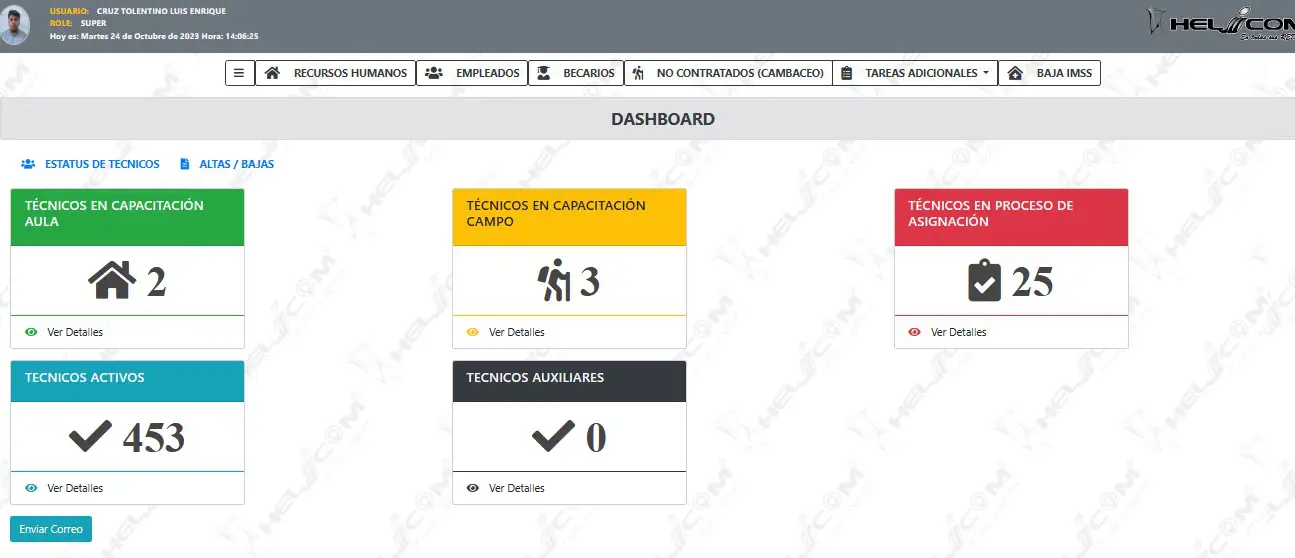 USUARIO: CRUZ TOLENTINO LUIS ENRIQUE
ROLE: SUPER
Hoy es: Martes 24 de Octubre de 2023 Hora: 14:06:25
HELICOM
RECURSOS HUMANOS EMPLEADOS BECARIOS NO CONTRATADOS (CAMBACEO) TAREAS ADICIONALES BAJA IMSS
DASHBOARD
ESTATUS DE TECNICOS ALTAS / BAJAS
TÉCNICOS EN CAPACITACIÓN
AULA
2
Ver Detalles
TÉCNICOS EN CAPACITACIÓN
CAMPO
3
Ver Detalles
TÉCNICOS EN PROCESO DE
ASIGNACIÓN
25
Ver Detalles
TECNICOS ACTIVOS
453
Ver Detalles
TECNICOS AUXILIARES
0
Ver Detalles
Enviar Correo